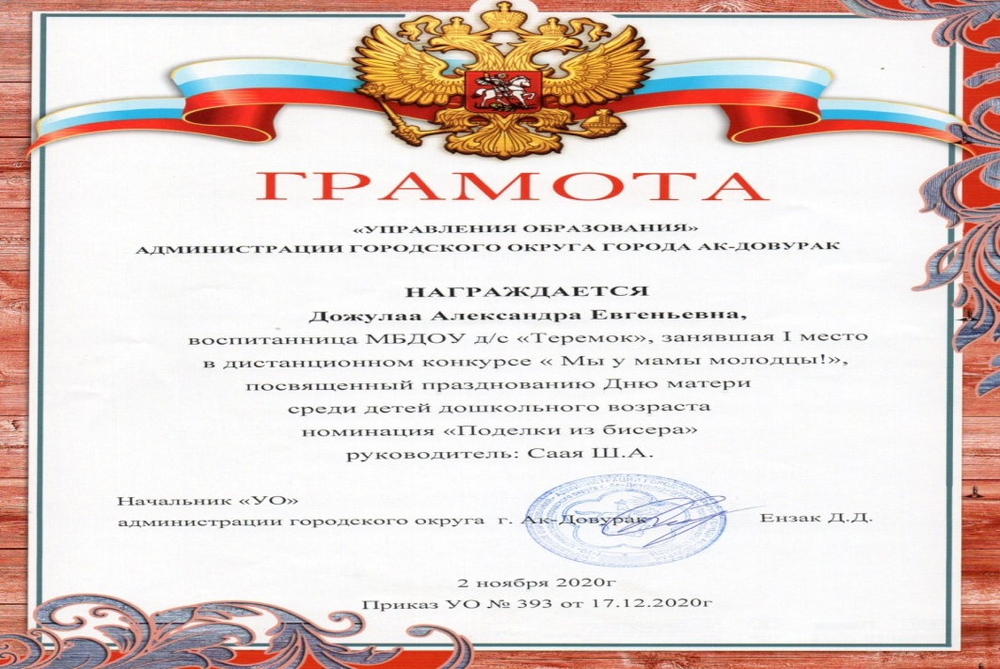 ГРАМОТА
«УПРАВЛЕНИЯ ОБРАЗОВАНИЯ»
АДМИНИСТРАЦИИ ГОРОДСКОГО ОКРУГА ГОРОДА АК-ДОВУРАК
НАГРАЖДАЕТСЯ
Дожулаа Александра Евгеньевна,
воспитанница МБДОУ д/с «Теремок», занявшая I место
в дистанционном конкурсе « Мы у мамы молодцы!»,
посвященный празднованию Дню матери
среди детей дошкольного возраста
номинация «Поделки из бисера»
руководитель: Саая Ш.А.
Начальник «УО»
администрации городского округа г. Ак-Довурак Ензак Д.Д.
2 ноября 2020г
Приказ УО № 393 от 17.12.2020г